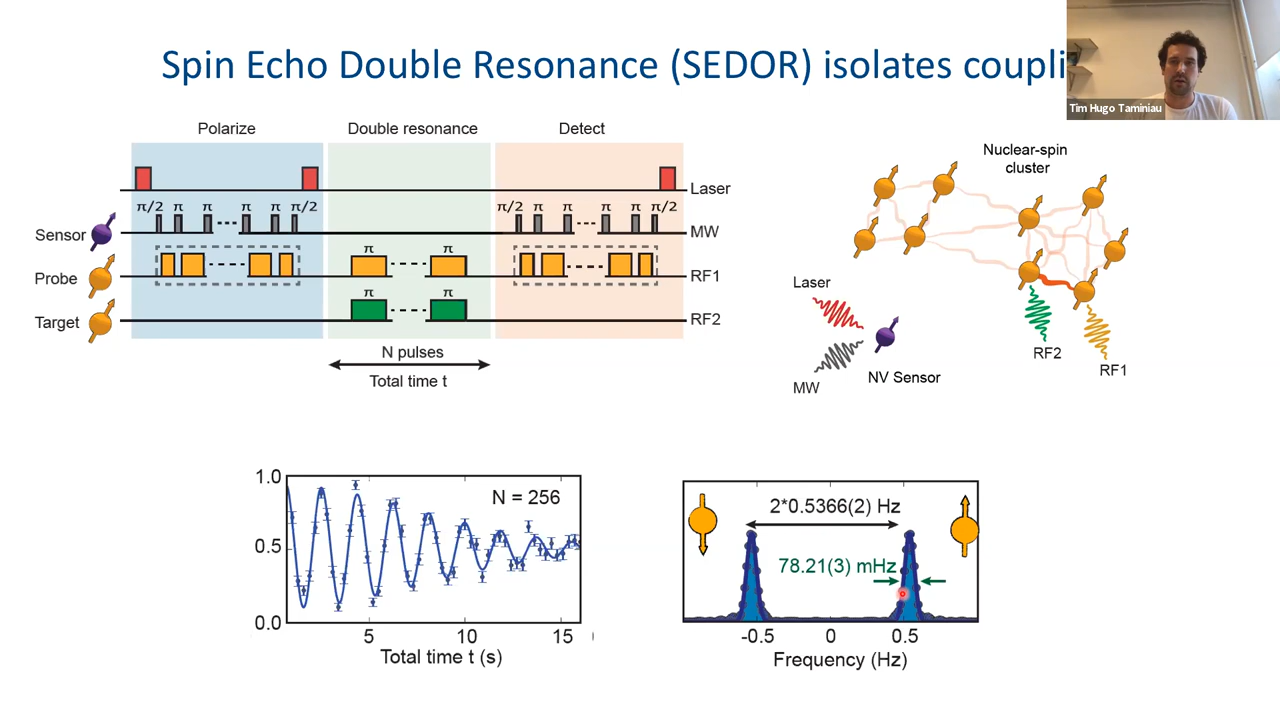 Spin Echo Double Resonance (SEDOR) isolates coupli
Tim Hugo Taminiau
Polarize
Double resonance
Detect
Laser
π/2 π π π π π/2
π/2 π π π π π/2
Sensor
MW
π π
Probe
RF1
π π
Target
RF2
N pulses
Total time t
Nuclear-spin
cluster
Laser
MW
NV Sensor
RF2
RF1
1.0
0.5
0.0
N = 256
5 10 15
Total time t (s)
2*0.5366(2) Hz
78.21(3) mHz
-0.5 0 0.5
Frequency (Hz)